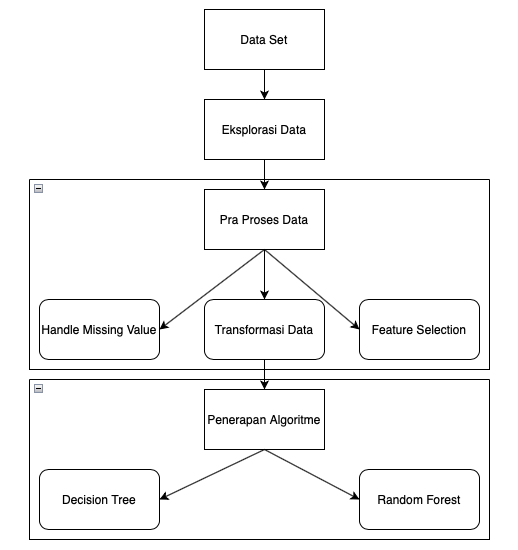 Data Set
Eksplorasi Data
Pra Proses Data
Handle Missing Value
Transformasi Data
Feature Selection
Penerapan Algoritme
Decision Tree
Random Forest